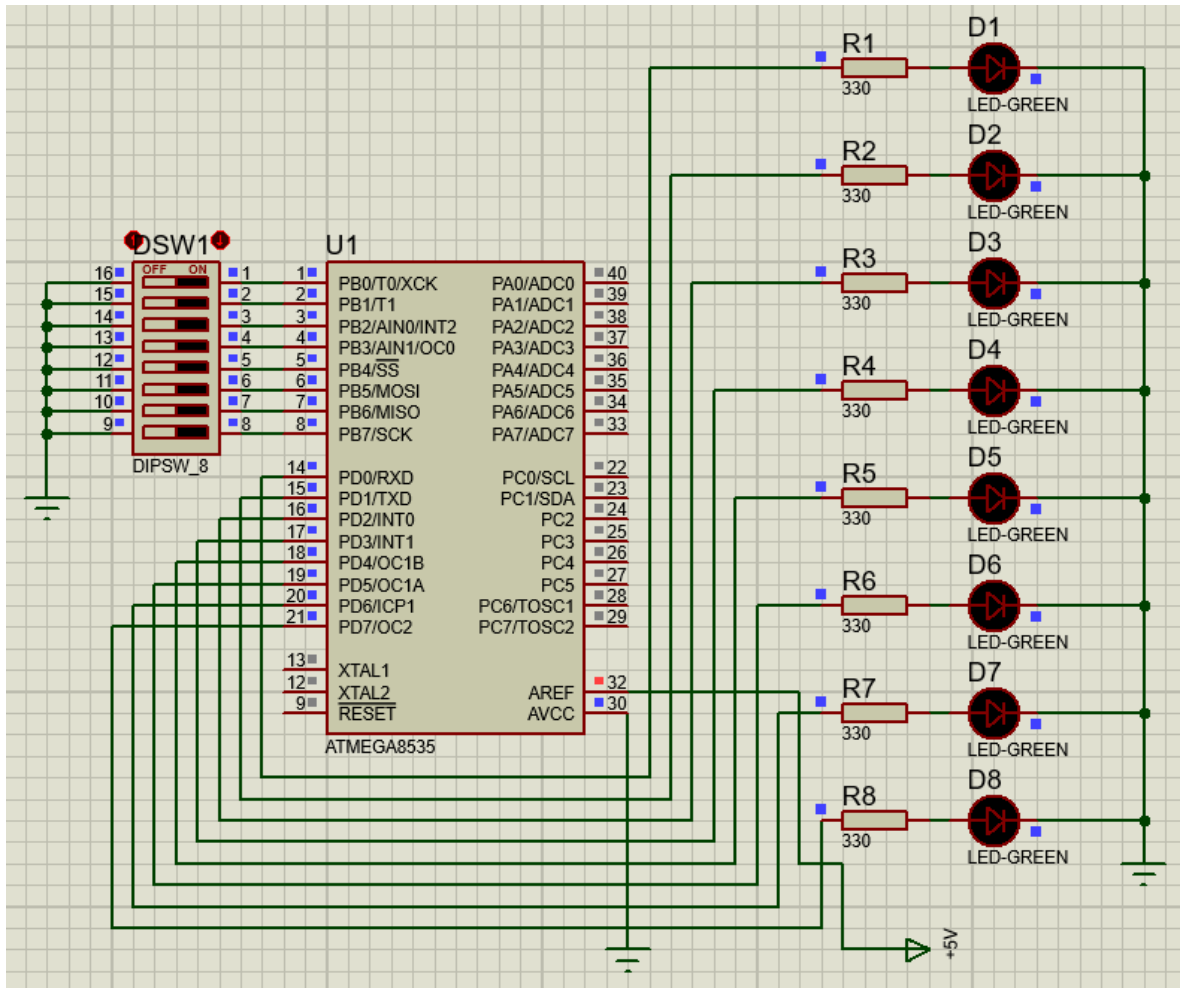 D1
R1
330
LED-GREEN
D2
R2
330
LED-GREEN
D3
R3
330
LED-GREEN
D4
R4
330
LED-GREEN
D5
R5
330
LED-GREEN
D6
R6
330
LED-GREEN
D7
R7
330
LED-GREEN
D8
R8
330
LED-GREEN
DSW1
OFF ON
16 1
15 2
14 3
13 4
12 5
11 6
10 7
9 8
DIPSW_8
U1
1 PB0/T0/XCK PA0/ADC0 40
2 PB1/T1 PA1/ADC1 39
3 PB2/AIN0/INT2 PA2/ADC2 38
4 PB3/AIN1/OC0 PA3/ADC3 37
5 PB4/SS PA4/ADC4 36
6 PB5/MOSI PA5/ADC5 35
7 PB6/MISO PA6/ADC6 34
8 PB7/SCK PA7/ADC7 33
14 PD0/RXD PC0/SCL 22
15 PD1/TXD PC1/SDA 23
16 PD2/INT0 PC2 24
17 PD3/INT1 PC3 25
18 PD4/OC1B PC4 26
19 PD5/OC1A PC5 27
20 PD6/ICP1 PC6/TOSC1 28
21 PD7/OC2 PC7/TOSC2 29
13 XTAL1
12 XTAL2 AREF 32
9 RESET AVCC 30
ATMEGA8535
+5V